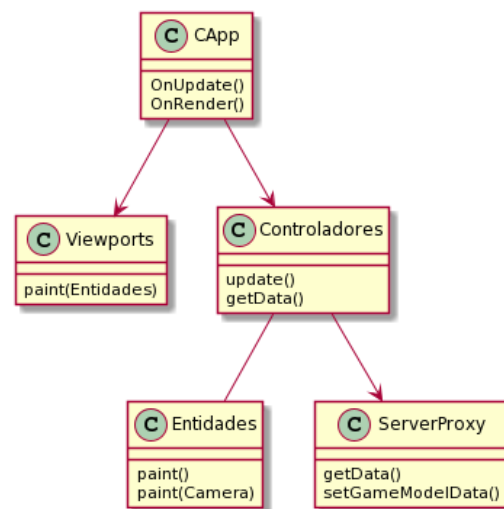 C CApp
OnUpdate()
OnRender()
C Viewports
paint(Entidades)
C Controladores
update()
getData()
C Entidades
paint()
paint(Camera)
C ServerProxy
getData()
setGameModelData()